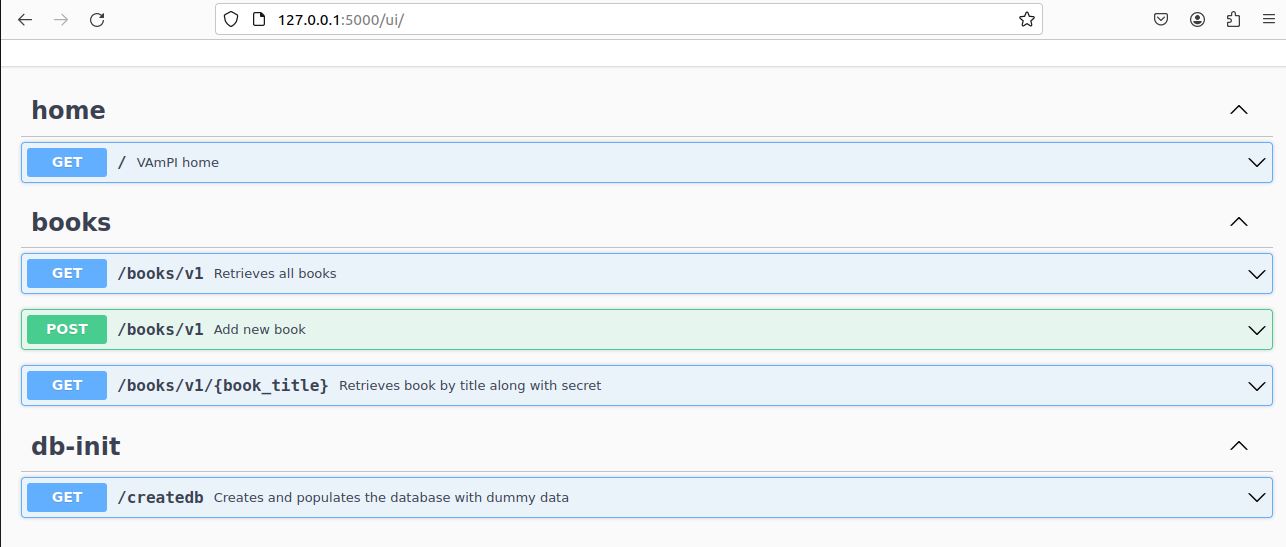 127.0.0.1:5000/ui/
home
GET / VAmPI home
books
GET /books/v1 Retrieves all books
POST /books/v1 Add new book
GET /books/v1/{book_title} Retrieves book by title along with secret
db-init
GET /createdb Creates and populates the database with dummy data